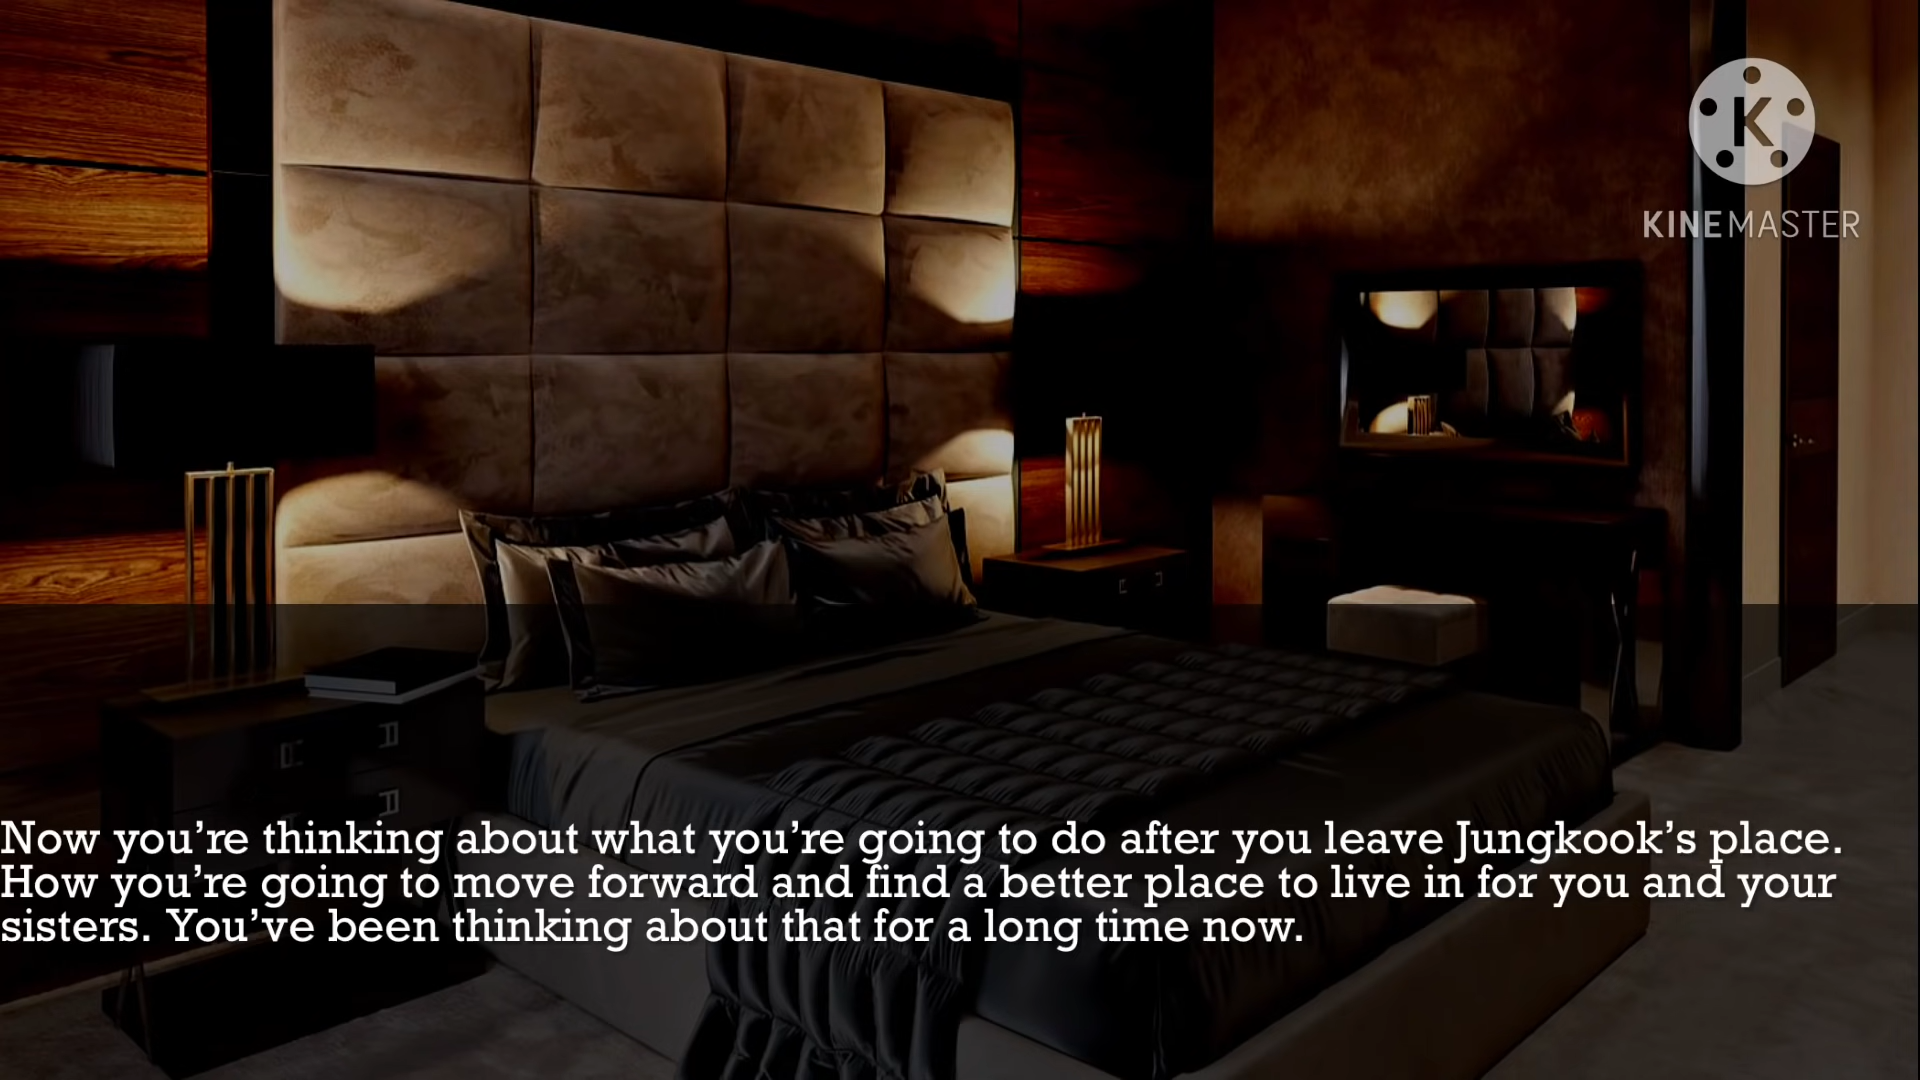 K
KINEMASTER
Now you’re thinking about what you’re going to do after you leave Jungkook’s place.
How you’re going to move forward and find a better place to live in for you and your
sisters. You’ve been thinking about that for a long time now.